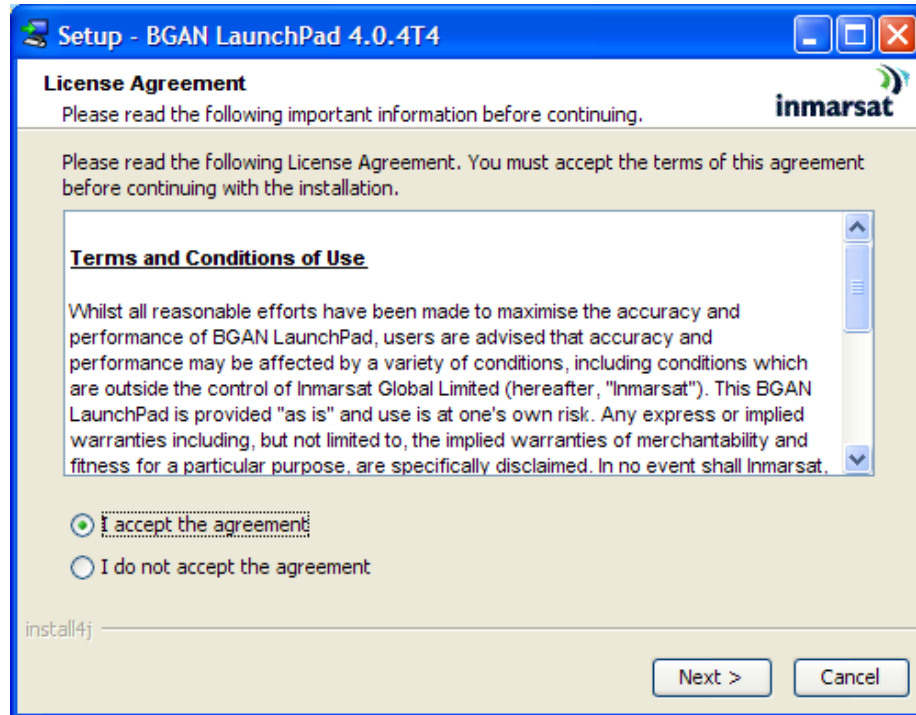 Setup - BGAN LaunchPad 4.0.4T4
License Agreement
Please read the following important information before continuing.
inmarsat
Please read the following License Agreement. You must accept the terms of this agreement
before continuing with the installation.
Terms and Conditions of Use
Whilst all reasonable efforts have been made to maximise the accuracy and
performance of BGAN LaunchPad, users are advised that accuracy and
performance may be affected by a variety of conditions, including conditions which
are outside the control of Inmarsat Global Limited (hereafter, "Inmarsat"). This BGAN
LaunchPad is provided "as is" and use is at one's own risk. Any express or implied
warranties including, but not limited to, the implied warranties of merchantability and
fitness for a particular purpose, are specifically disclaimed. In no event shall Inmarsat,
I accept the agreement
I do not accept the agreement
install4j
Next >
Cancel